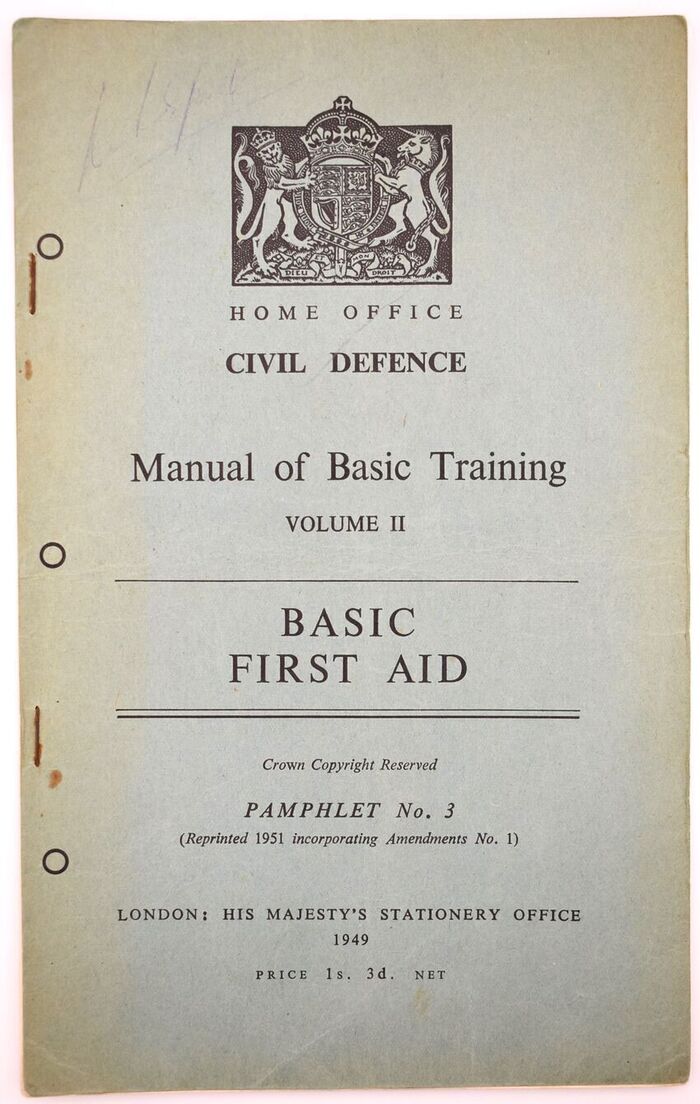 DIEU
ET
MON
DROIT
HOME OFFICE
CIVIL DEFENCE
Manual of Basic Training
VOLUME II
BASIC
FIRST AID
Crown Copyright Reserved
PAMPHLET No. 3
(Reprinted 1951 incorporating Amendments No. 1)
LONDON: HIS MAJESTY'S STATIONERY OFFICE
1949
PRICE 1s. 3d. NET